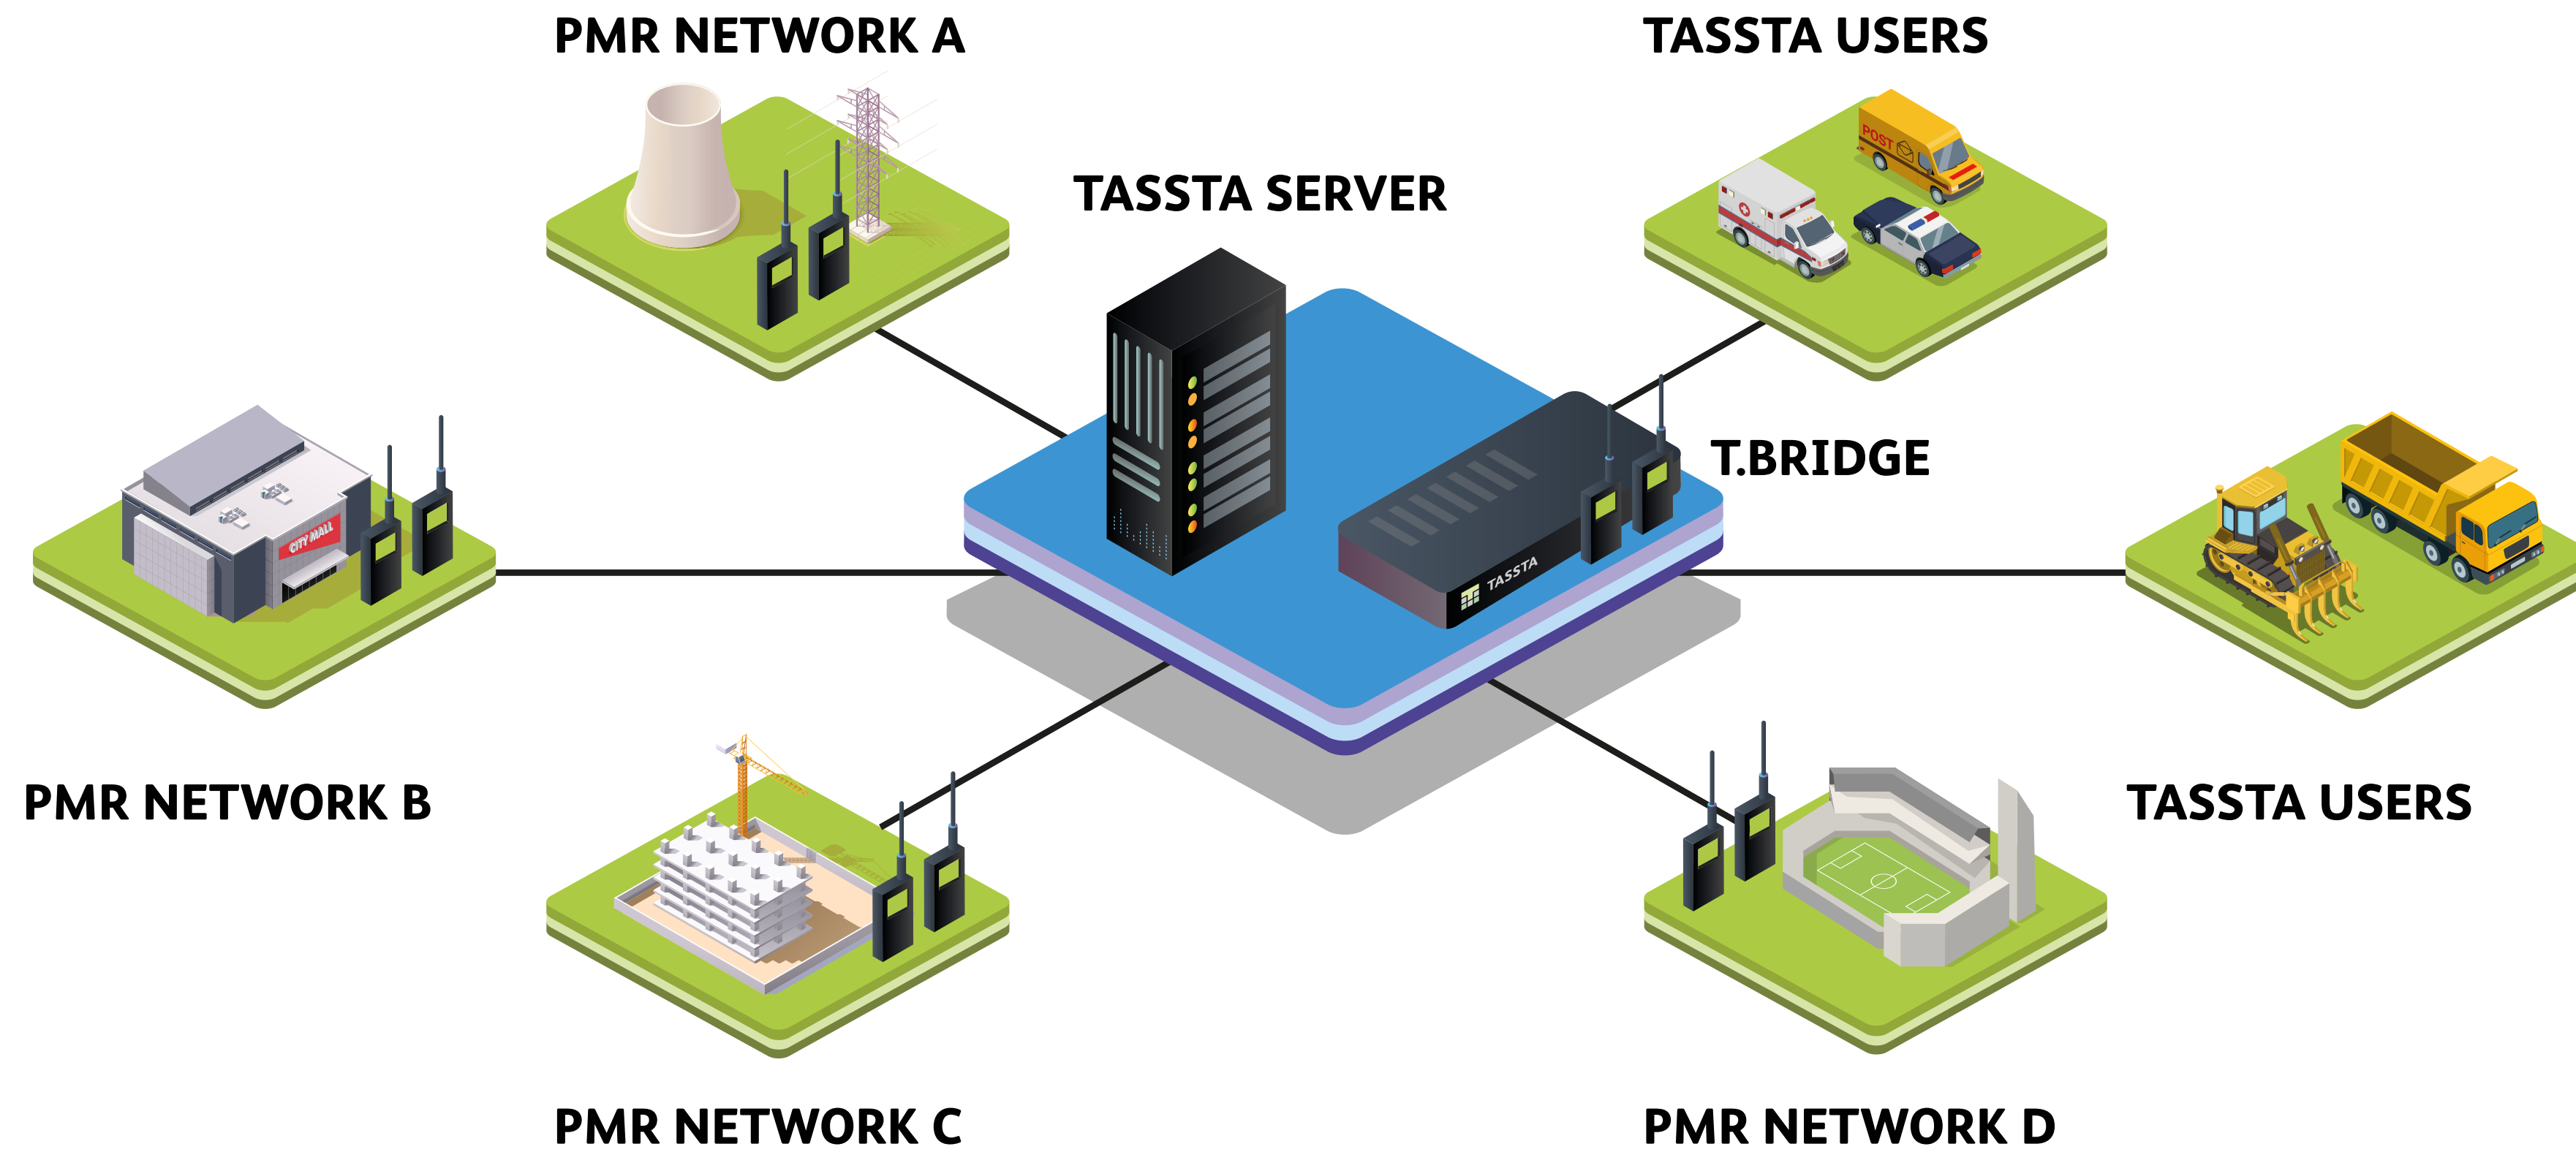 PMR NETWORK A
TASSTA USERS
POST
TASSTA SERVER
T.BRIDGE
CITY MALL
TASSTA
PMR NETWORK B
TASSTA USERS
PMR NETWORK C
PMR NETWORK D